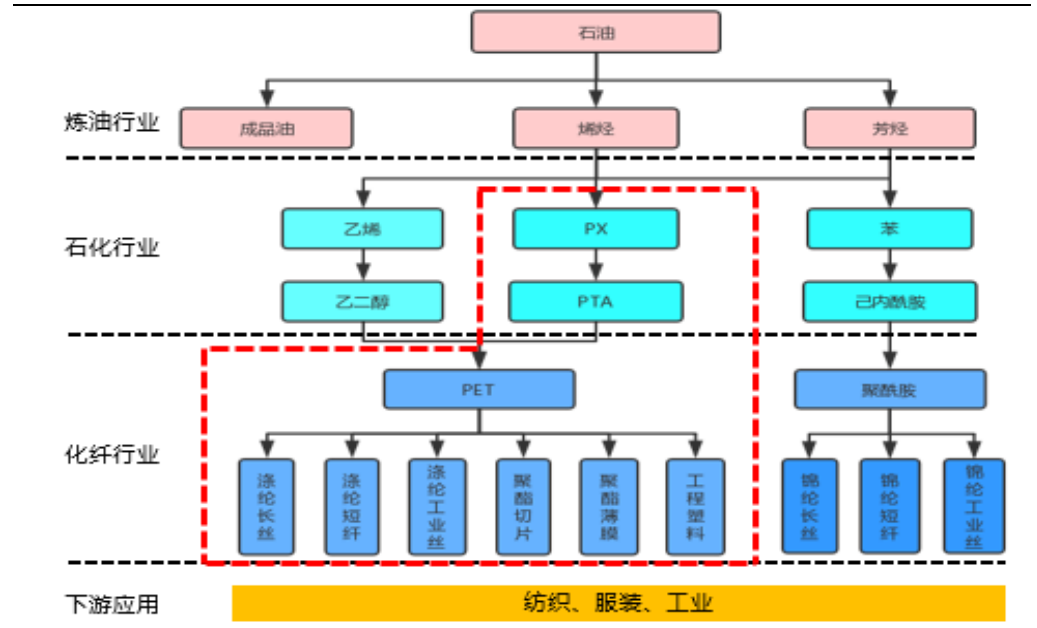 石油
炼油行业
成品油
烯烃
芳烃
石化行业
乙烯
PX
苯
乙二醇
PTA
己内酰胺
PET
聚酰胺
化纤行业
涤纶长丝
涤纶短纤
涤纶工业丝
聚酯切片
聚酯薄膜
工程塑料
锦纶长丝
锦纶短纤
锦纶工业丝
下游应用
纺织、服装、工业